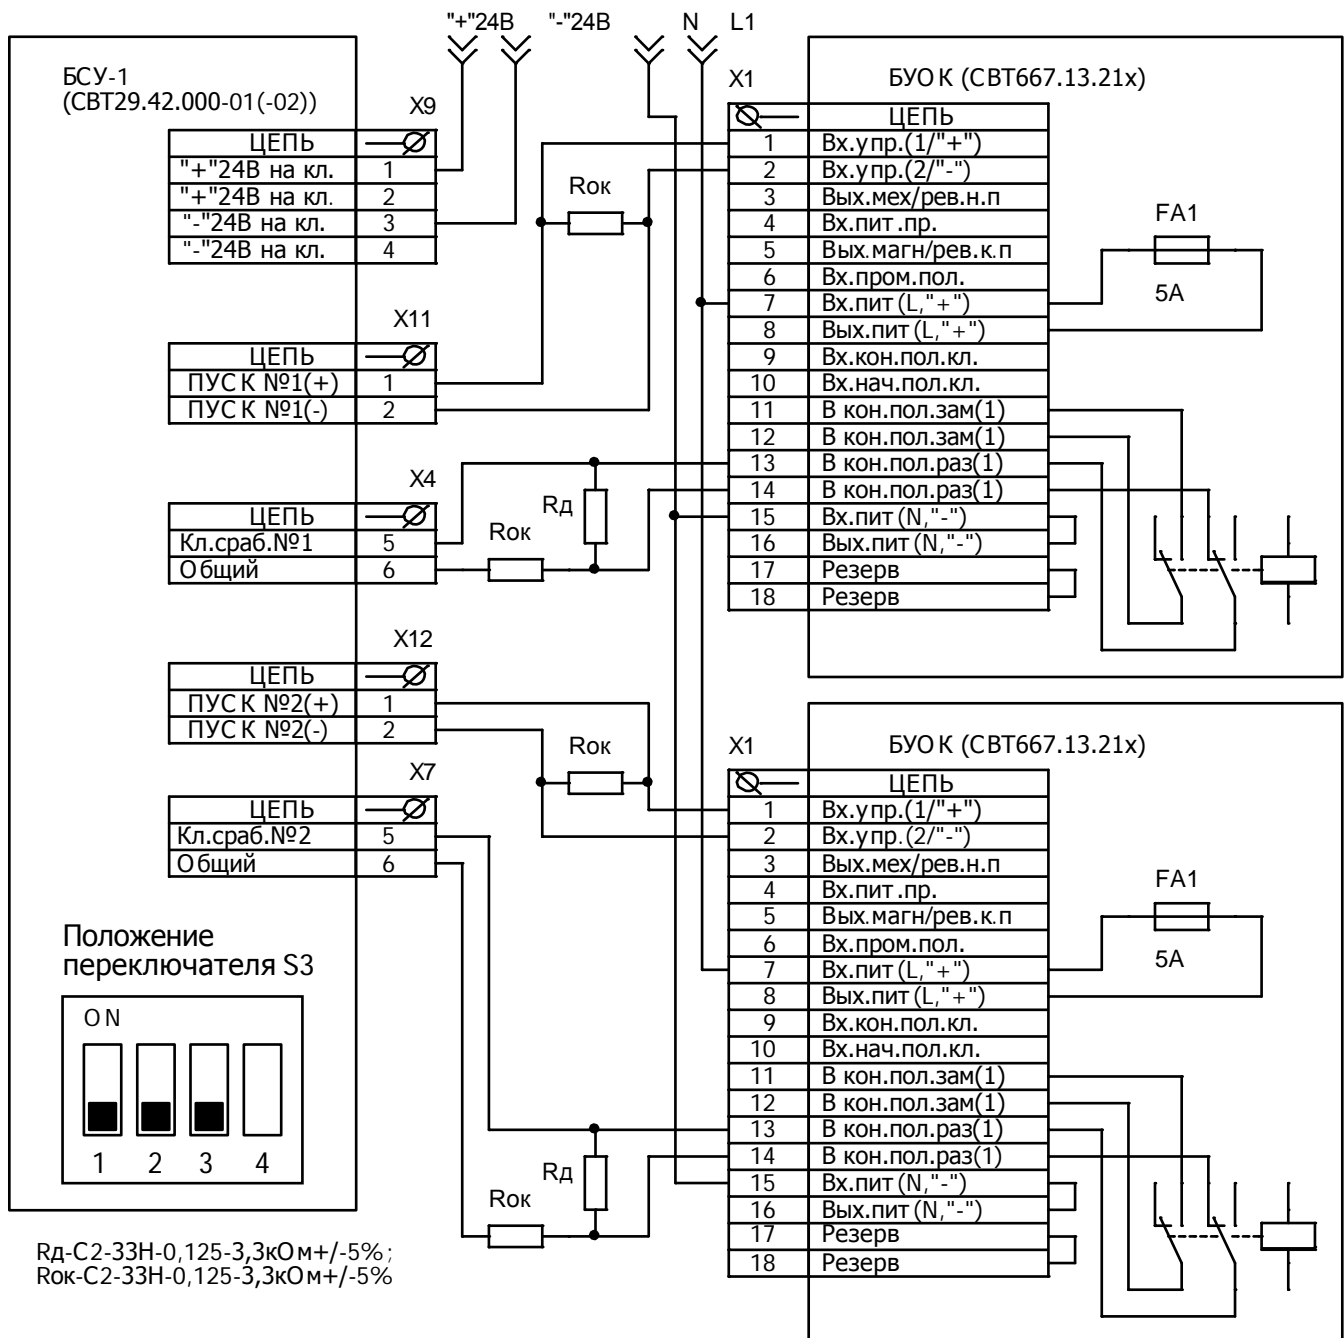 "+"24В "-"24В N L1
БСУ-1
(СВТ29.42.000-01(-02))
X9
ЦЕПЬ
"+"24В на кл. 1
"+"24В на кл. 2
"-"24В на кл. 3
"-"24В на кл. 4
X11
ЦЕПЬ
ПУСК №1(+) 1
ПУСК №1(-) 2
X4
ЦЕПЬ
Кл.сраб.№1 5
Общий 6
X12
ЦЕПЬ
ПУСК №2(+) 1
ПУСК №2(-) 2
X7
ЦЕПЬ
Кл.сраб.№2 5
Общий 6
Положение
переключателя S3
ON
1 2 3 4
Rд-С2-33Н-0,125-3,3кОм+/-5%;
Rок-С2-33Н-0,125-3,3кОм+/-5%
Rок
Rд
Rок
Rок
Rд
Rок
X1
БУОК (СВТ667.13.21х)
ЦЕПЬ
1 Вх.упр.(1/"+")
2 Вх.упр.(2/"-")
3 Вых.мех/рев.н.п
4 Вх.пит.пр.
5 Вых.магн/рев.к.п
6 Вх.пром.пол.
7 Вх.пит(L,"+")
8 Вых.пит(L,"+")
9 Вх.кон.пол.кл.
10 Вх.нач.пол.кл.
11 В кон.пол.зам(1)
12 В кон.пол.зам(1)
13 В кон.пол.раз(1)
14 В кон.пол.раз(1)
15 Вх.пит(N,"-")
16 Вых.пит(N,"-")
17 Резерв
18 Резерв
FA1
5А
X1
БУОК (СВТ667.13.21х)
ЦЕПЬ
1 Вх.упр.(1/"+")
2 Вх.упр.(2/"-")
3 Вых.мех/рев.н.п
4 Вх.пит.пр.
5 Вых.магн/рев.к.п
6 Вх.пром.пол.
7 Вх.пит(L,"+")
8 Вых.пит(L,"+")
9 Вх.кон.пол.кл.
10 Вх.нач.пол.кл.
11 В кон.пол.зам(1)
12 В кон.пол.зам(1)
13 В кон.пол.раз(1)
14 В кон.пол.раз(1)
15 Вх.пит(N,"-")
16 Вых.пит(N,"-")
17 Резерв
18 Резерв
FA1
5А